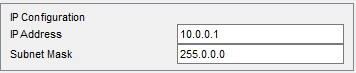 IP Configuration
IP Address 10.0.0.1
Subnet Mask 255.0.0.0